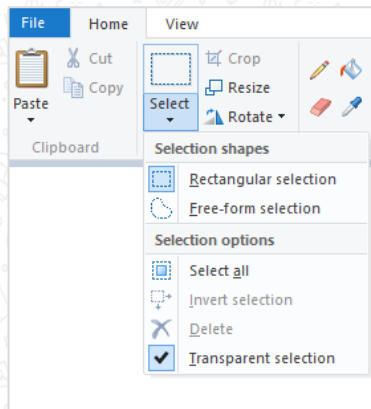 File Home View
Cut
Copy
Paste
Clipboard
Select
Crop
Resize
Rotate
Selection shapes
Rectangular selection
Free-form selection
Selection options
Select all
Invert selection
Delete
Transparent selection